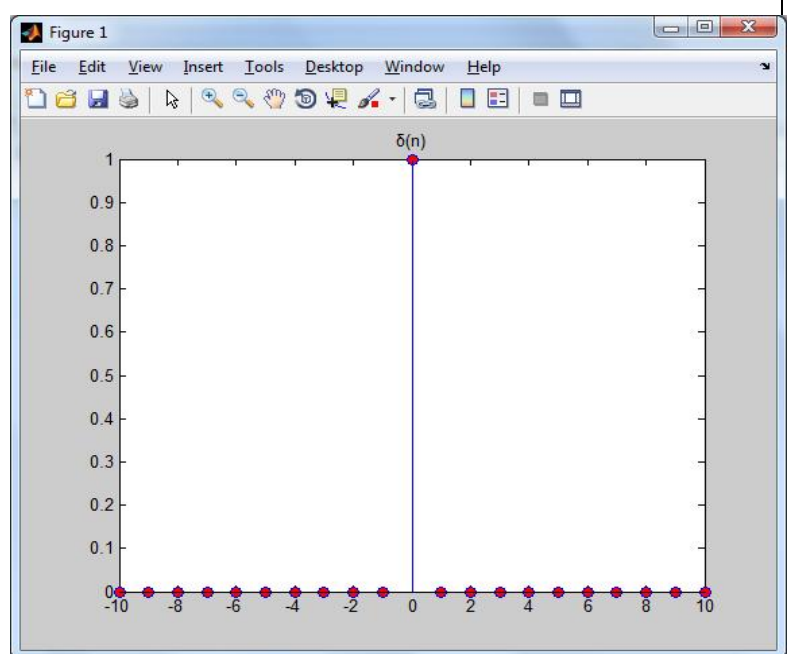 Figure 1
File Edit View Insert Tools Desktop Window Help
δ(n)
1
0.9
0.8
0.7
0.6
0.5
0.4
0.3
0.2
0.1
0
-10 -8 -6 -4 -2 0 2 4 6 8 10